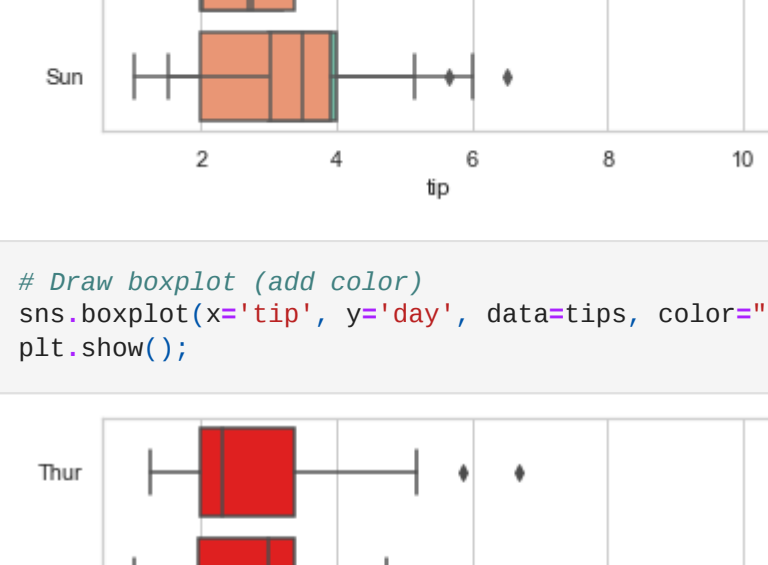 Sun
2 4 6 8 10
tip
# Draw boxplot (add color)
sns.boxplot(x='tip', y='day', data=tips, color="
plt.show();
Thur